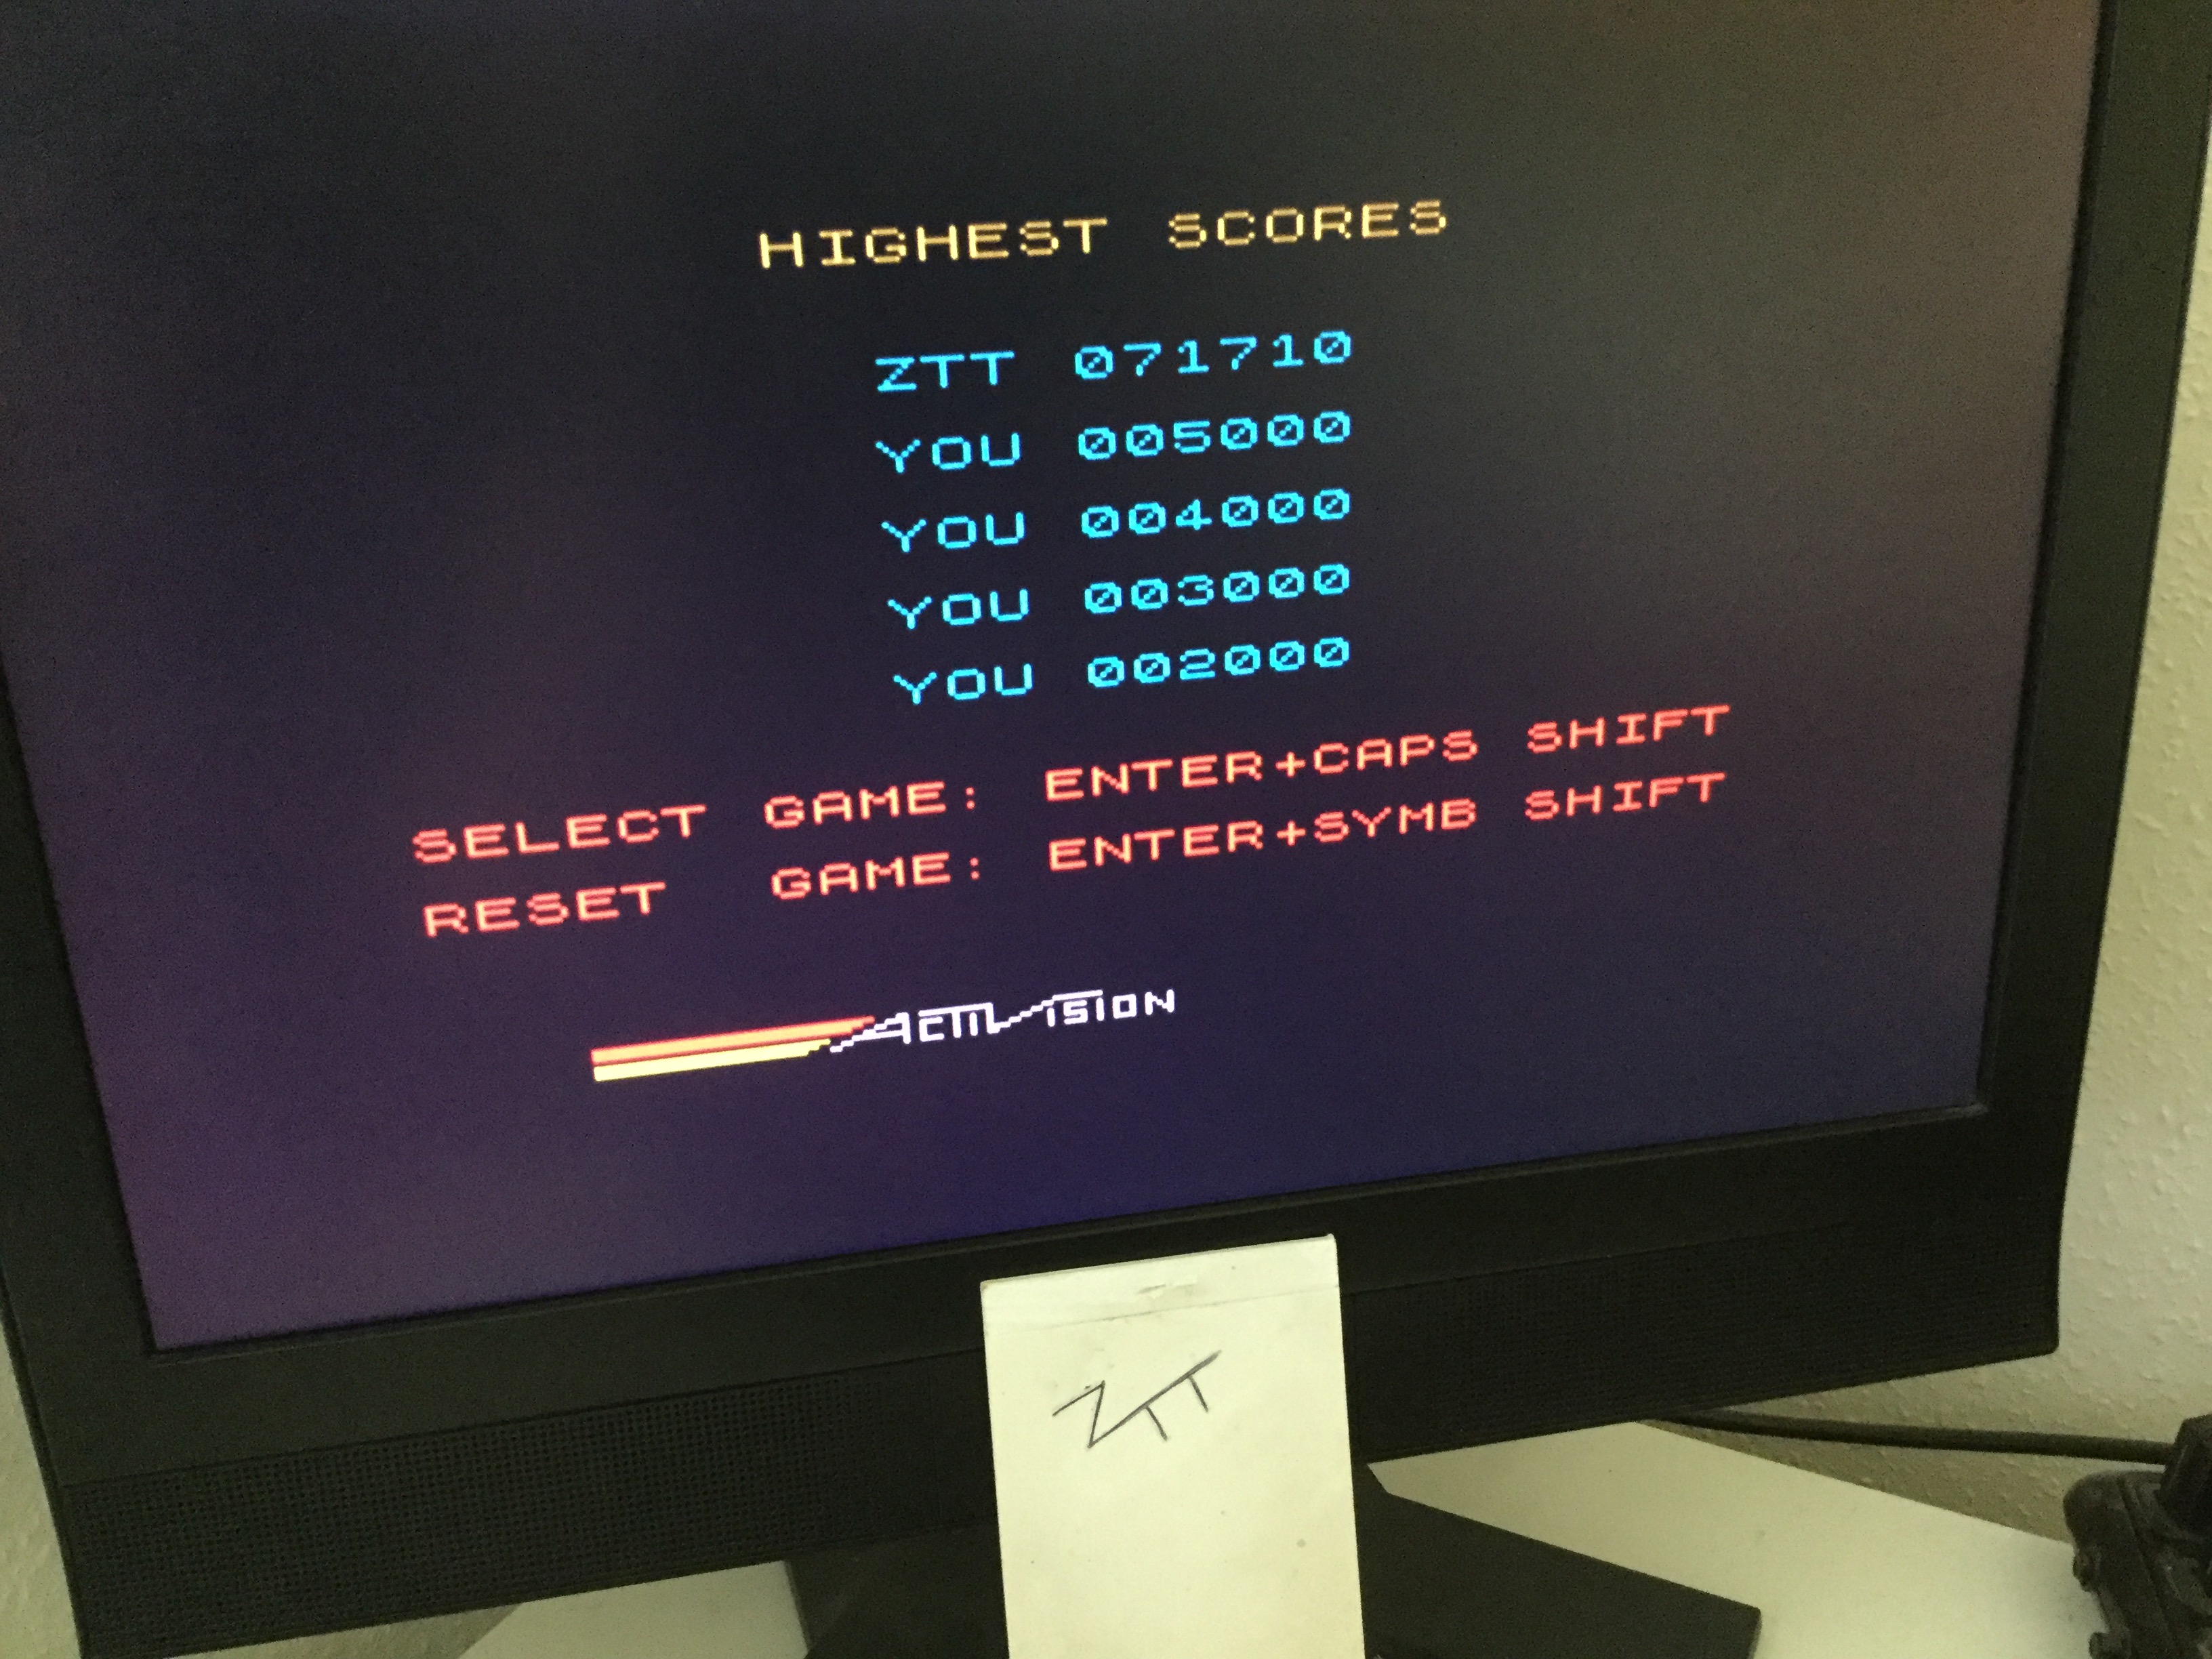 HIGHEST SCORES
ZTT 071710
YOU 005000
YOU 004000
YOU 003000
YOU 002000
SELECT GAME: ENTER+CAPS SHIFT
RESET GAME: ENTER+SYMB SHIFT
ACTIVISION
ZTT